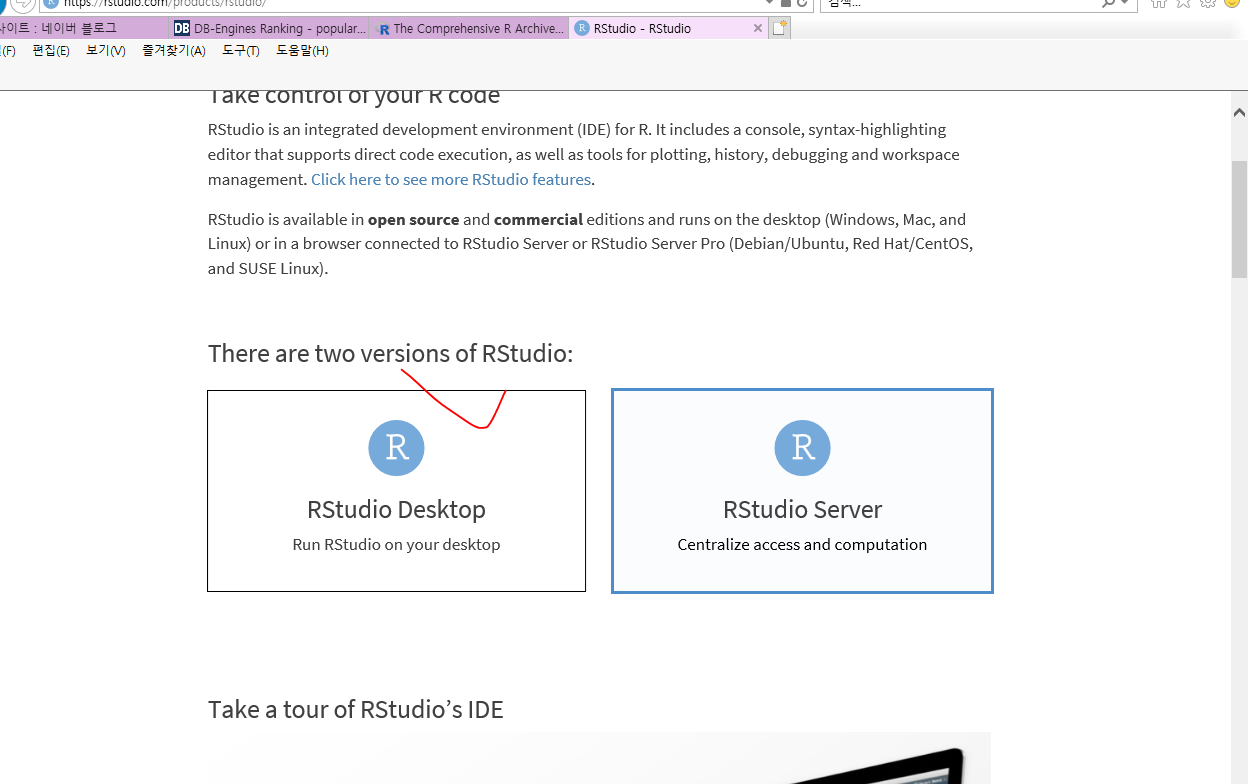 https://rstudio.com/products/rstudio/
검색...
사이트 : 네이버 블로그
DB DB-Engines Ranking - popular...
R The Comprehensive R Archive...
R RStudio - RStudio
(F) 편집(E) 보기(V) 즐겨찾기(A) 도구(T) 도움말(H)
Take control of your R code
RStudio is an integrated development environment (IDE) for R. It includes a console, syntax-highlighting
editor that supports direct code execution, as well as tools for plotting, history, debugging and workspace
management. Click here to see more RStudio features.
RStudio is available in open source and commercial editions and runs on the desktop (Windows, Mac, and
Linux) or in a browser connected to RStudio Server or RStudio Server Pro (Debian/Ubuntu, Red Hat/CentOS,
and SUSE Linux).
There are two versions of RStudio:
R
RStudio Desktop
Run RStudio on your desktop
R
RStudio Server
Centralize access and computation
Take a tour of RStudio’s IDE